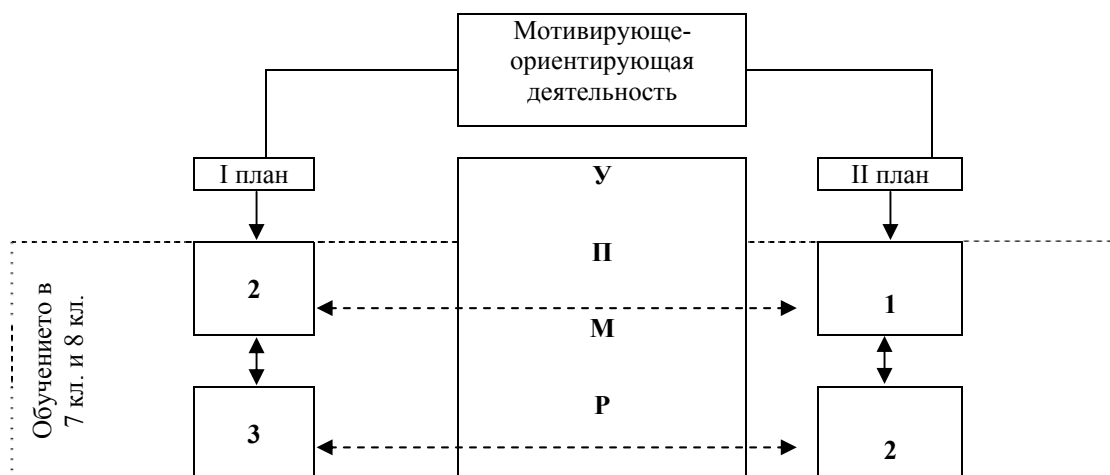 Мотивирующе-
ориентирующая
деятельность
I план
II план
У
П
2
1
М
Р
3
2
Обучението в
7 кл. и 8 кл.